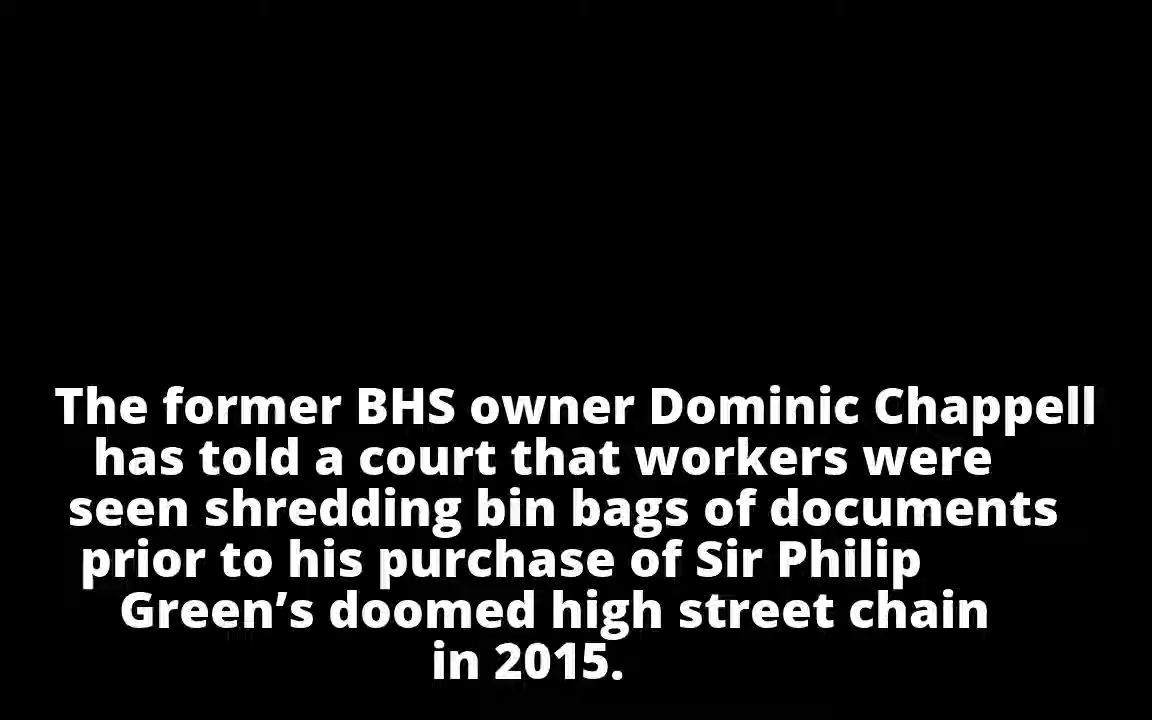 The former BHS owner Dominic Chappell
has told a court that workers were
seen shredding bin bags of documents
prior to his purchase of Sir Philip
Green’s doomed high street chain
in 2015.